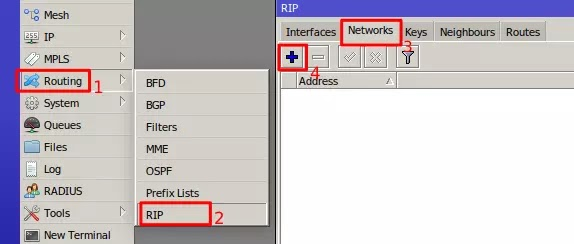 Mesh
IP
MPLS
Routing 1
System
Queues
Files
Log
RADIUS
Tools
New Terminal
BFD
BGP
Filters
MME
OSPF
Prefix Lists
RIP 2
RIP
Interfaces Networks Keys Neighbours Routes
3
4
Address